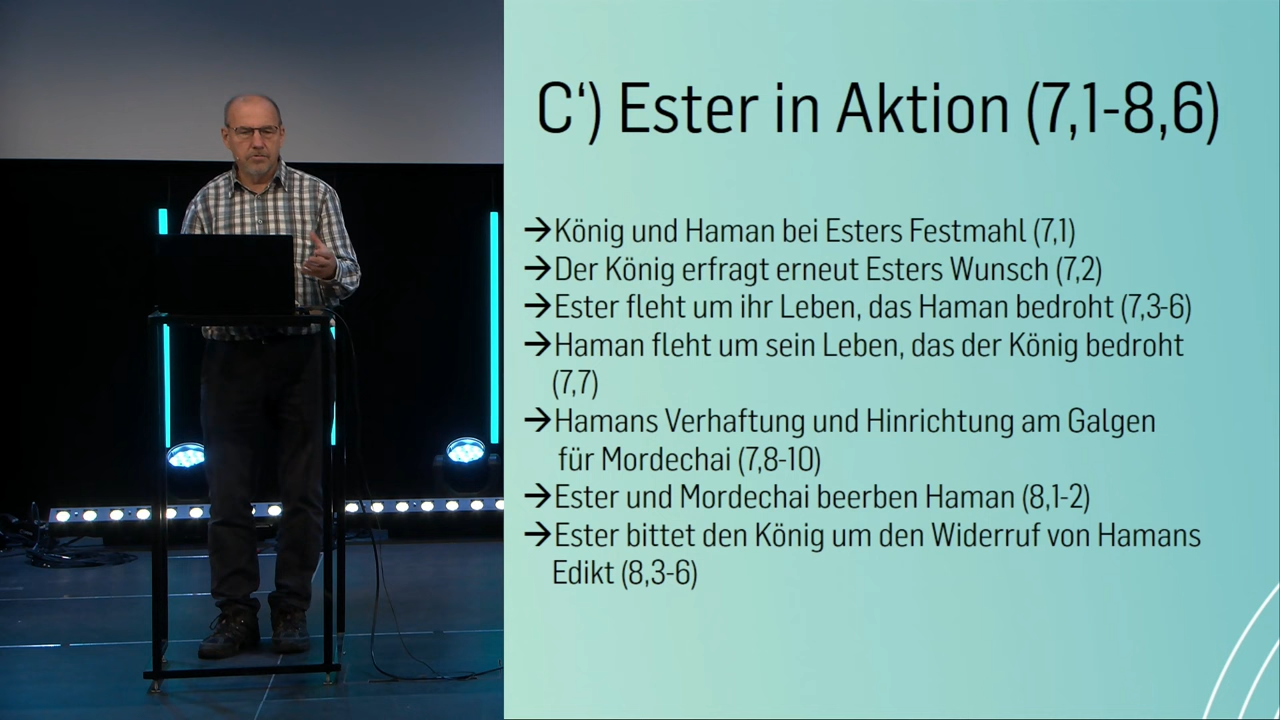 C‘) Ester in Aktion (7,1-8,6)
→König und Haman bei Esters Festmahl (7,1)
→Der König erfragt erneut Esters Wunsch (7,2)
→Ester fleht um ihr Leben, das Haman bedroht (7,3-6)
→Haman fleht um sein Leben, das der König bedroht
(7,7)
→Hamans Verhaftung und Hinrichtung am Galgen
für Mordechai (7,8-10)
→Ester und Mordechai beerben Haman (8,1-2)
→Ester bittet den König um den Widerruf von Hamans
Edikt (8,3-6)